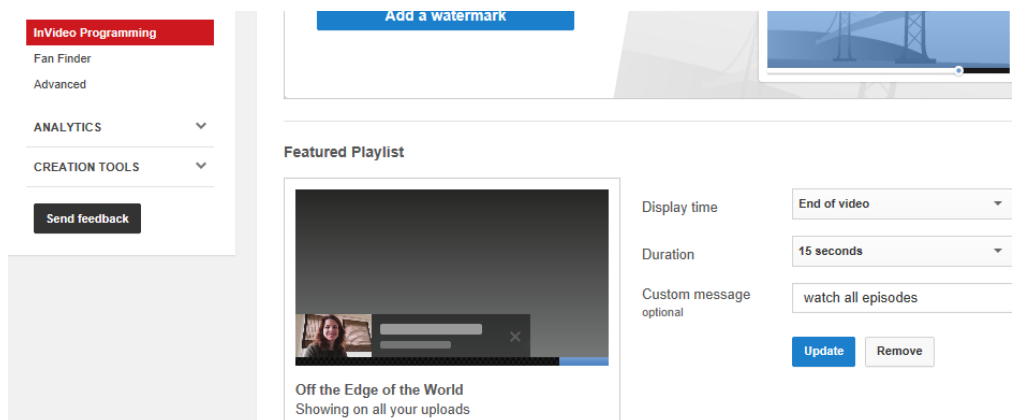 Add a watermark
InVideo Programming
Fan Finder
Advanced
ANALYTICS
CREATION TOOLS
Send feedback
Featured Playlist
Off the Edge of the World
Showing on all your uploads
Display time
End of video
Duration
15 seconds
Custom message
optional
watch all episodes
Update
Remove